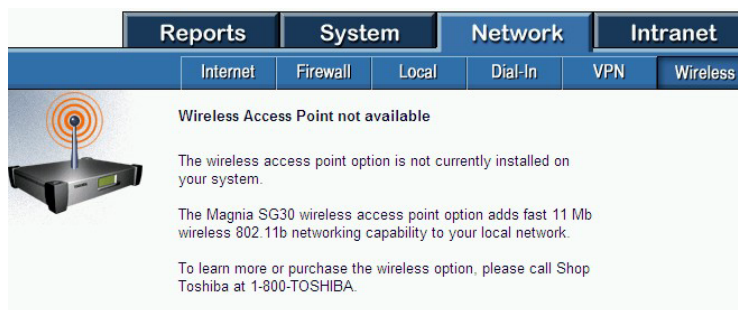 Reports System Network Intranet
Internet Firewall Local Dial-In VPN Wireless
Wireless Access Point not available
The wireless access point option is not currently installed on
your system.
The Magnia SG30 wireless access point option adds fast 11 Mb
wireless 802.11b networking capability to your local network.
To learn more or purchase the wireless option, please call Shop
Toshiba at 1-800-TOSHIBA.